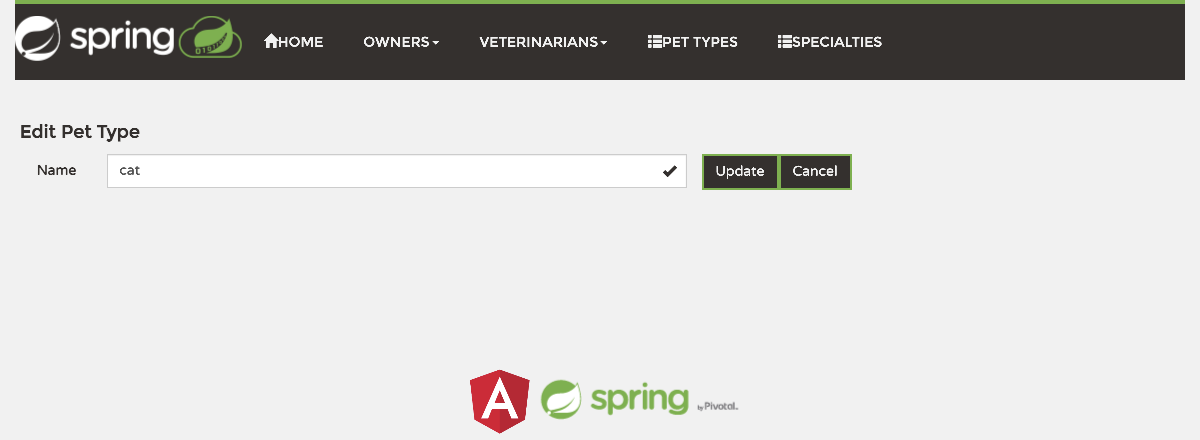 spring HOME OWNERS VETERINARIANS PET TYPES SPECIALTIES
Edit Pet Type
Name cat Update Cancel
A spring by Pivotal